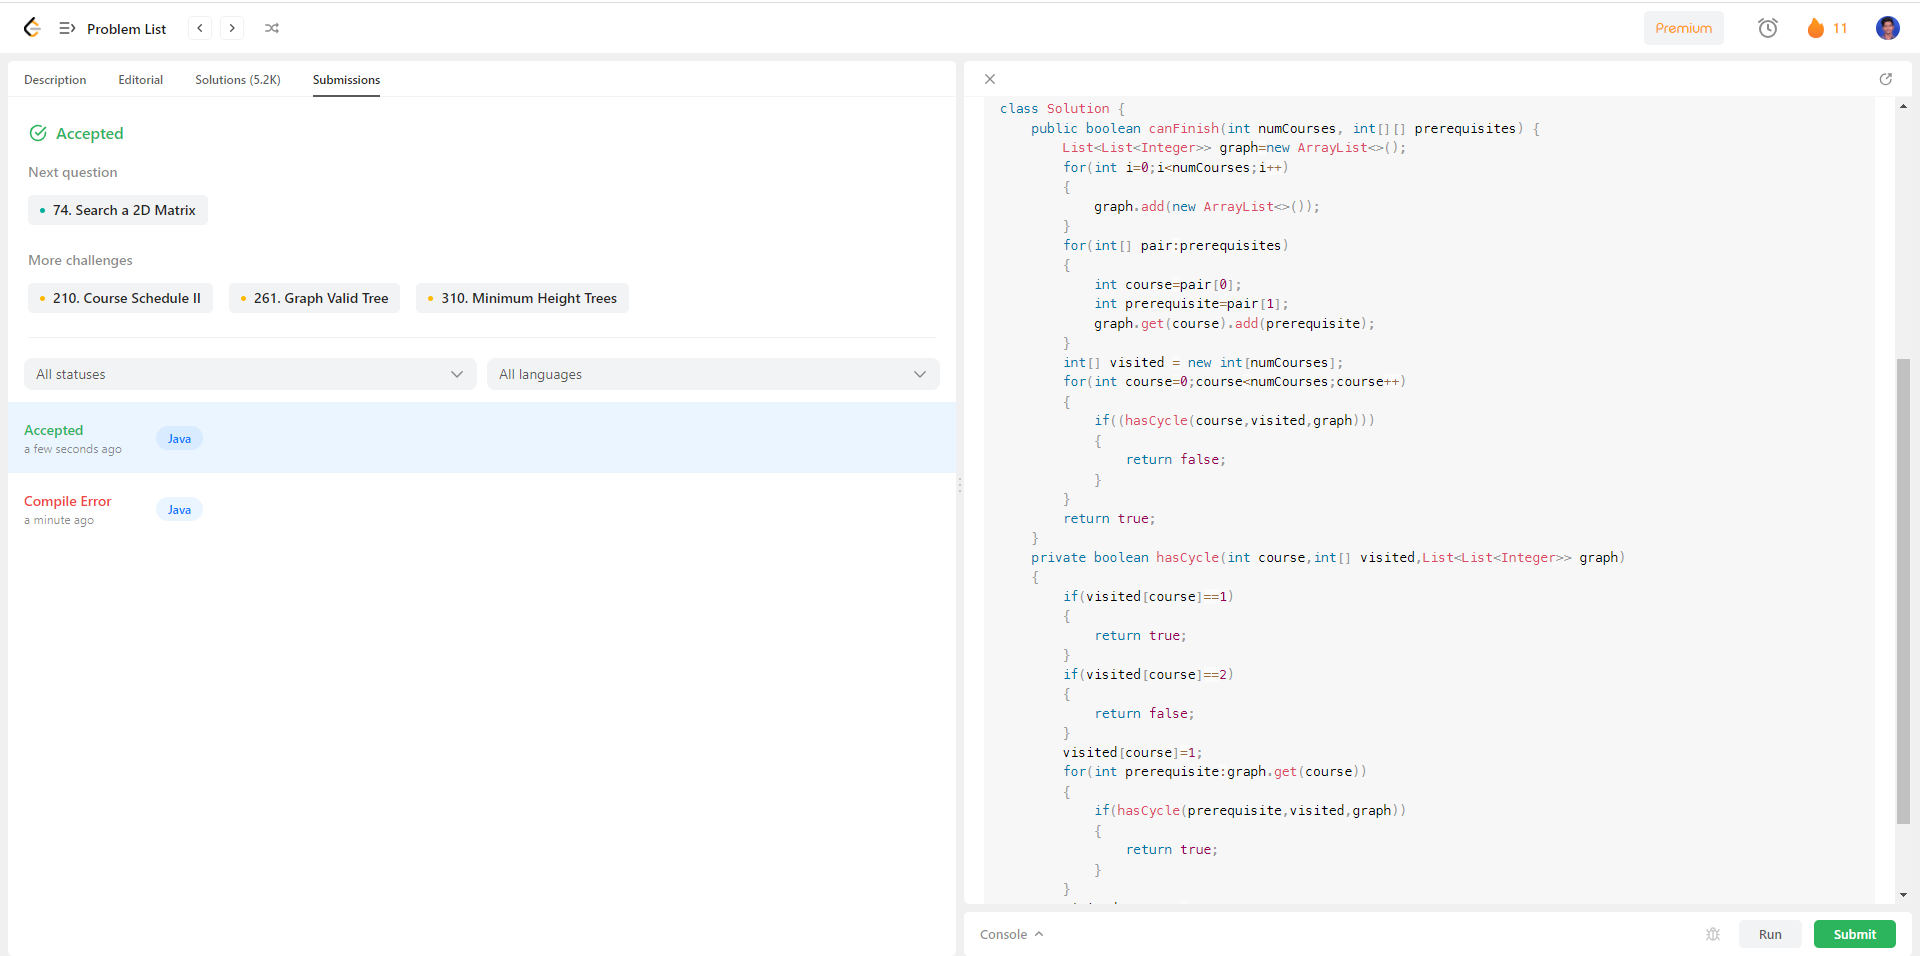 Problem List
Premium
11
Description Editorial Solutions (5.2K) Submissions
Accepted
Next question
74. Search a 2D Matrix
More challenges
210. Course Schedule II 261. Graph Valid Tree 310. Minimum Height Trees
All statuses All languages
Accepted
a few seconds ago
Java
Compile Error
a minute ago
Java
class Solution {
public boolean canFinish(int numCourses, int[][] prerequisites) {
List<List<Integer>> graph=new ArrayList<>();
for(int i=0;i<numCourses;i++)
{
graph.add(new ArrayList<>());
}
for(int[] pair:prerequisites)
{
int course=pair[0];
int prerequisite=pair[1];
graph.get(course).add(prerequisite);
}
int[] visited = new int[numCourses];
for(int course=0;course<numCourses;course++)
{
if((hasCycle(course,visited,graph)))
{
return false;
}
}
return true;
}
private boolean hasCycle(int course,int[] visited,List<List<Integer>> graph)
{
if(visited[course]==1)
{
return true;
}
if(visited[course]==2)
{
return false;
}
visited[course]=1;
for(int prerequisite:graph.get(course))
{
if(hasCycle(prerequisite,visited,graph))
{
return true;
}
}
Console
Run
Submit